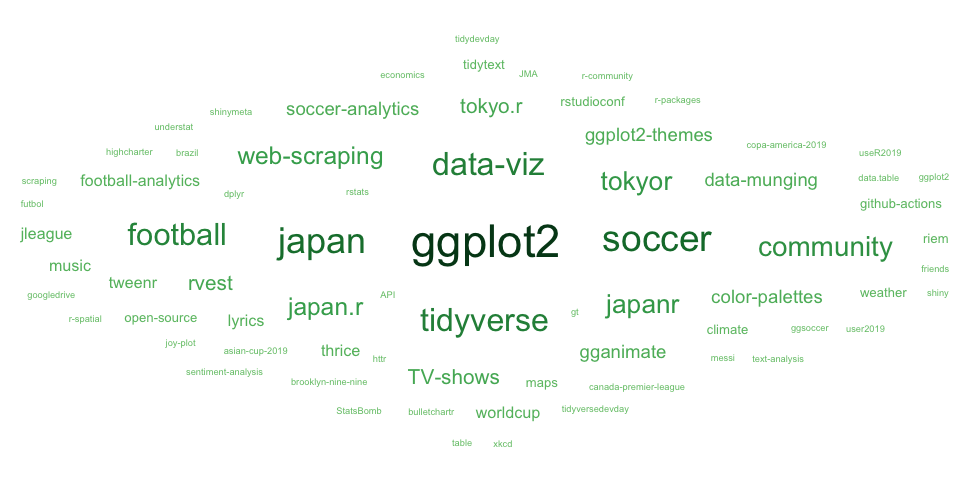 tidydevday
tidytext
economics
JMA
r-community
shinymeta
soccer-analytics
tokyo.r
rstudioconf
r-packages
understat
ggplot2-themes
highcharter
brazil
web-scraping
data-viz
copa-america-2019
useR2019
scraping
football-analytics
dplyr
rstats
tokyor
data-munging
data.table
ggplot2
futbol
github-actions
jleague
football
japan
ggplot2
soccer
community
riem
music
tweenr
rvest
friends
googledrive
API
japan.r
japanr
color-palettes
weather
shiny
r-spatial
open-source
lyrics
tidyverse
gt
climate
ggsoccer
user2019
joy-plot
asian-cup-2019
thrice
httr
gganimate
messi
text-analysis
sentiment-analysis
brooklyn-nine-nine
TV-shows
maps
canada-premier-league
StatsBomb
bulletchartr
worldcup
tidyversedevday
table
xkcd